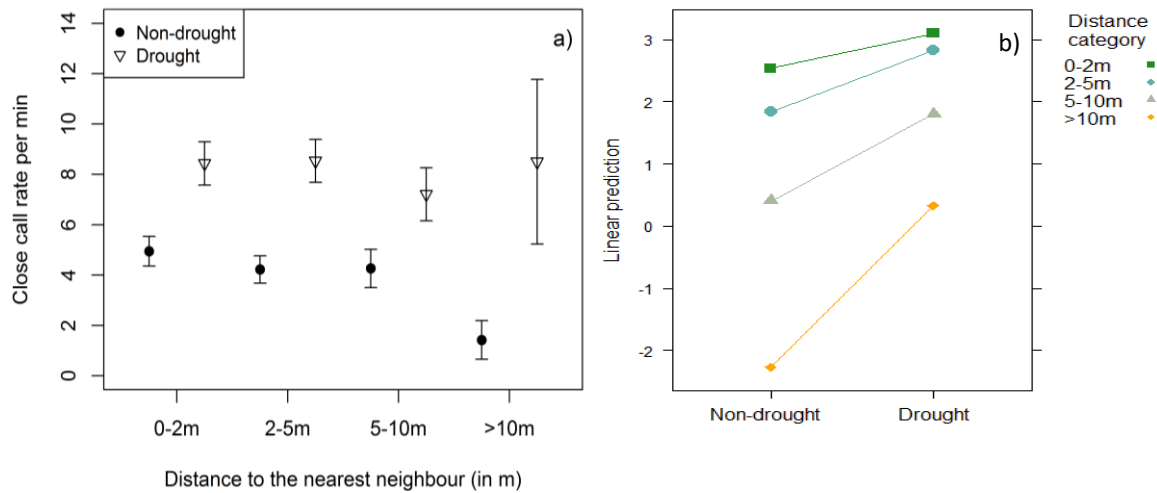 a)
Non-drought
Drought
Close call rate per min
14
12
10
8
6
4
2
0
0-2m 2-5m 5-10m >10m
Distance to the nearest neighbour (in m)
b)
Linear prediction
3
2
1
0
-1
-2
Non-drought Drought
Distance
category
0-2m
2-5m
5-10m
>10m